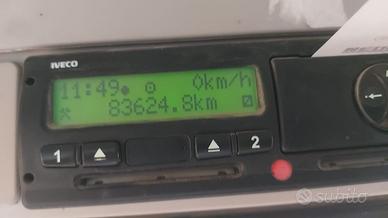 IVECO
11:49 0km/h
83624.8km
1 2
subito